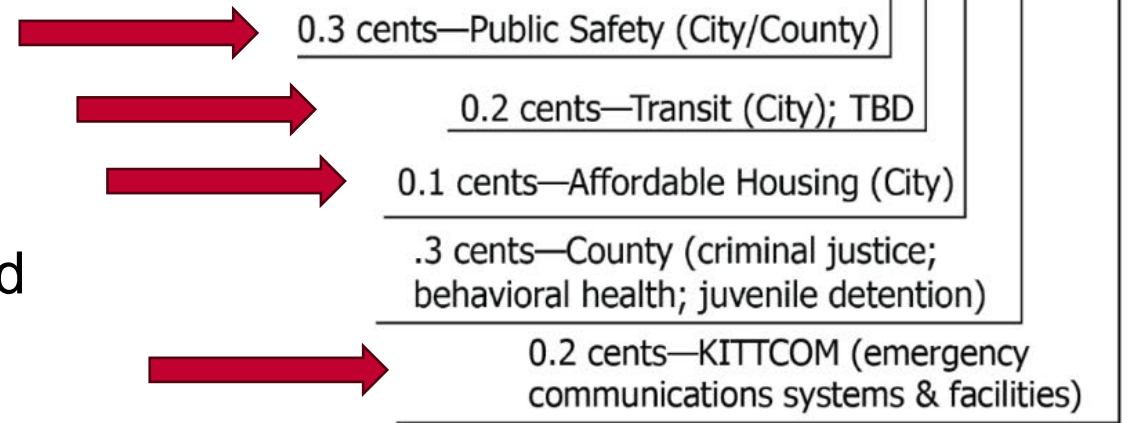 0.3 cents—Public Safety (City/County)
0.2 cents—Transit (City); TBD
0.1 cents—Affordable Housing (City)
d
.3 cents—County (criminal justice;
behavioral health; juvenile detention)
0.2 cents—KITTCOM (emergency
communications systems & facilities)